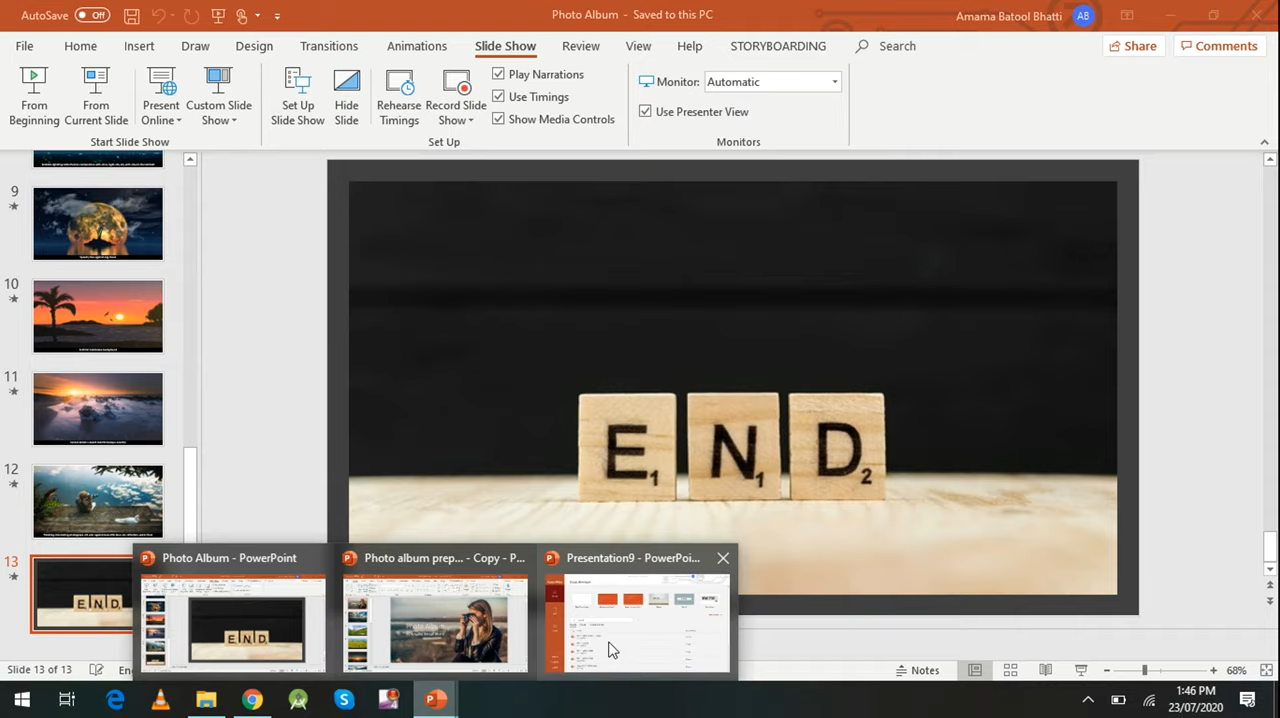 AutoSave Off
Photo Album - Saved to this PC
Amama Batool Bhatti AB
File Home Insert Draw Design Transitions Animations Slide Show Review View Help STORYBOARDING Search Share Comments
From Beginning
From Current Slide
Present Online
Custom Slide Show
Set Up Slide Show
Hide Slide
Rehearse Timings
Record Slide Show
Play Narrations
Use Timings
Show Media Controls
Monitor: Automatic
Use Presenter View
Start Slide Show
Set Up
Monitors
9
10
11
12
13
END
E1 N1 D2
Photo Album - PowerPoint
Photo album prep... - Copy - P...
Presentation9 - PowerPoi...
END
Slide 13 of 13
Notes
68%
1:46 PM
23/07/2020